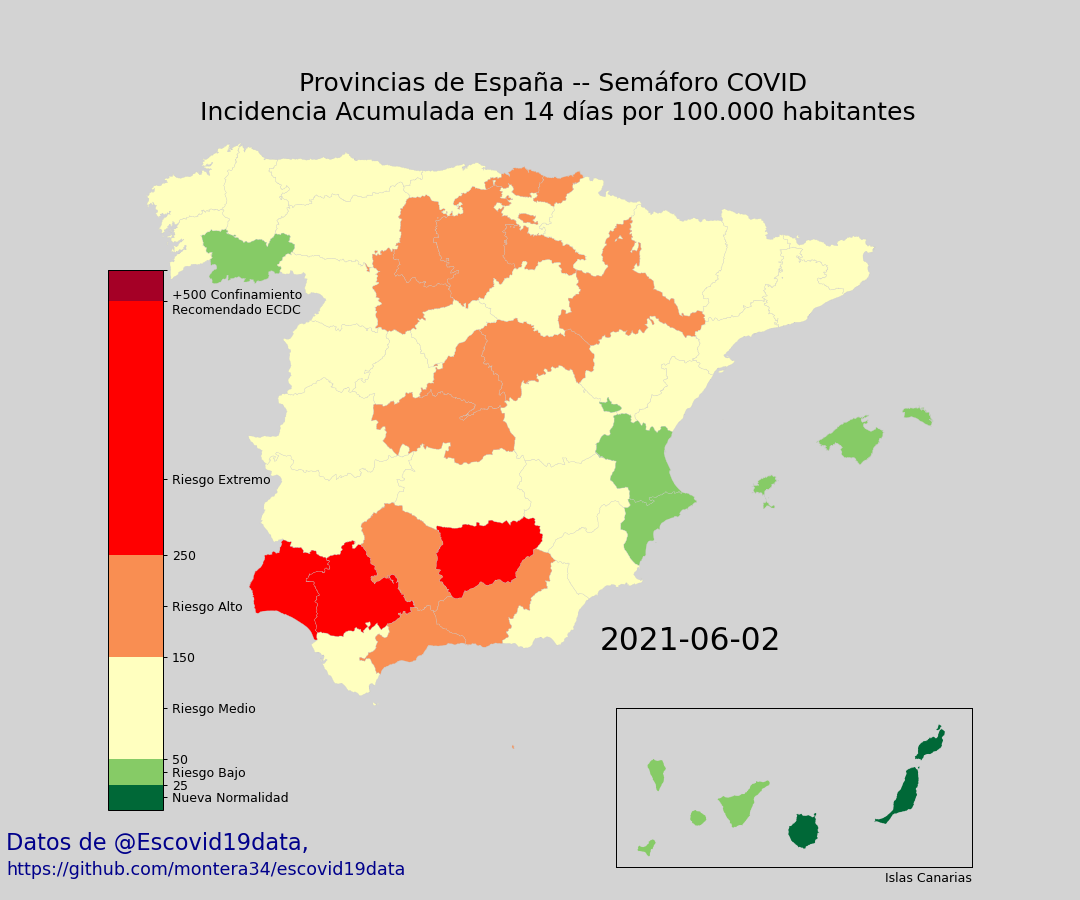 Provincias de España -- Semáforo COVID
Incidencia Acumulada en 14 días por 100.000 habitantes
+500 Confinamiento
Recomendado ECDC
Riesgo Extremo
250
Riesgo Alto
150
Riesgo Medio
50
Riesgo Bajo
25
Nueva Normalidad
2021-06-02
Islas Canarias
Datos de @Escovid19data,
https://github.com/montera34/escovid19data